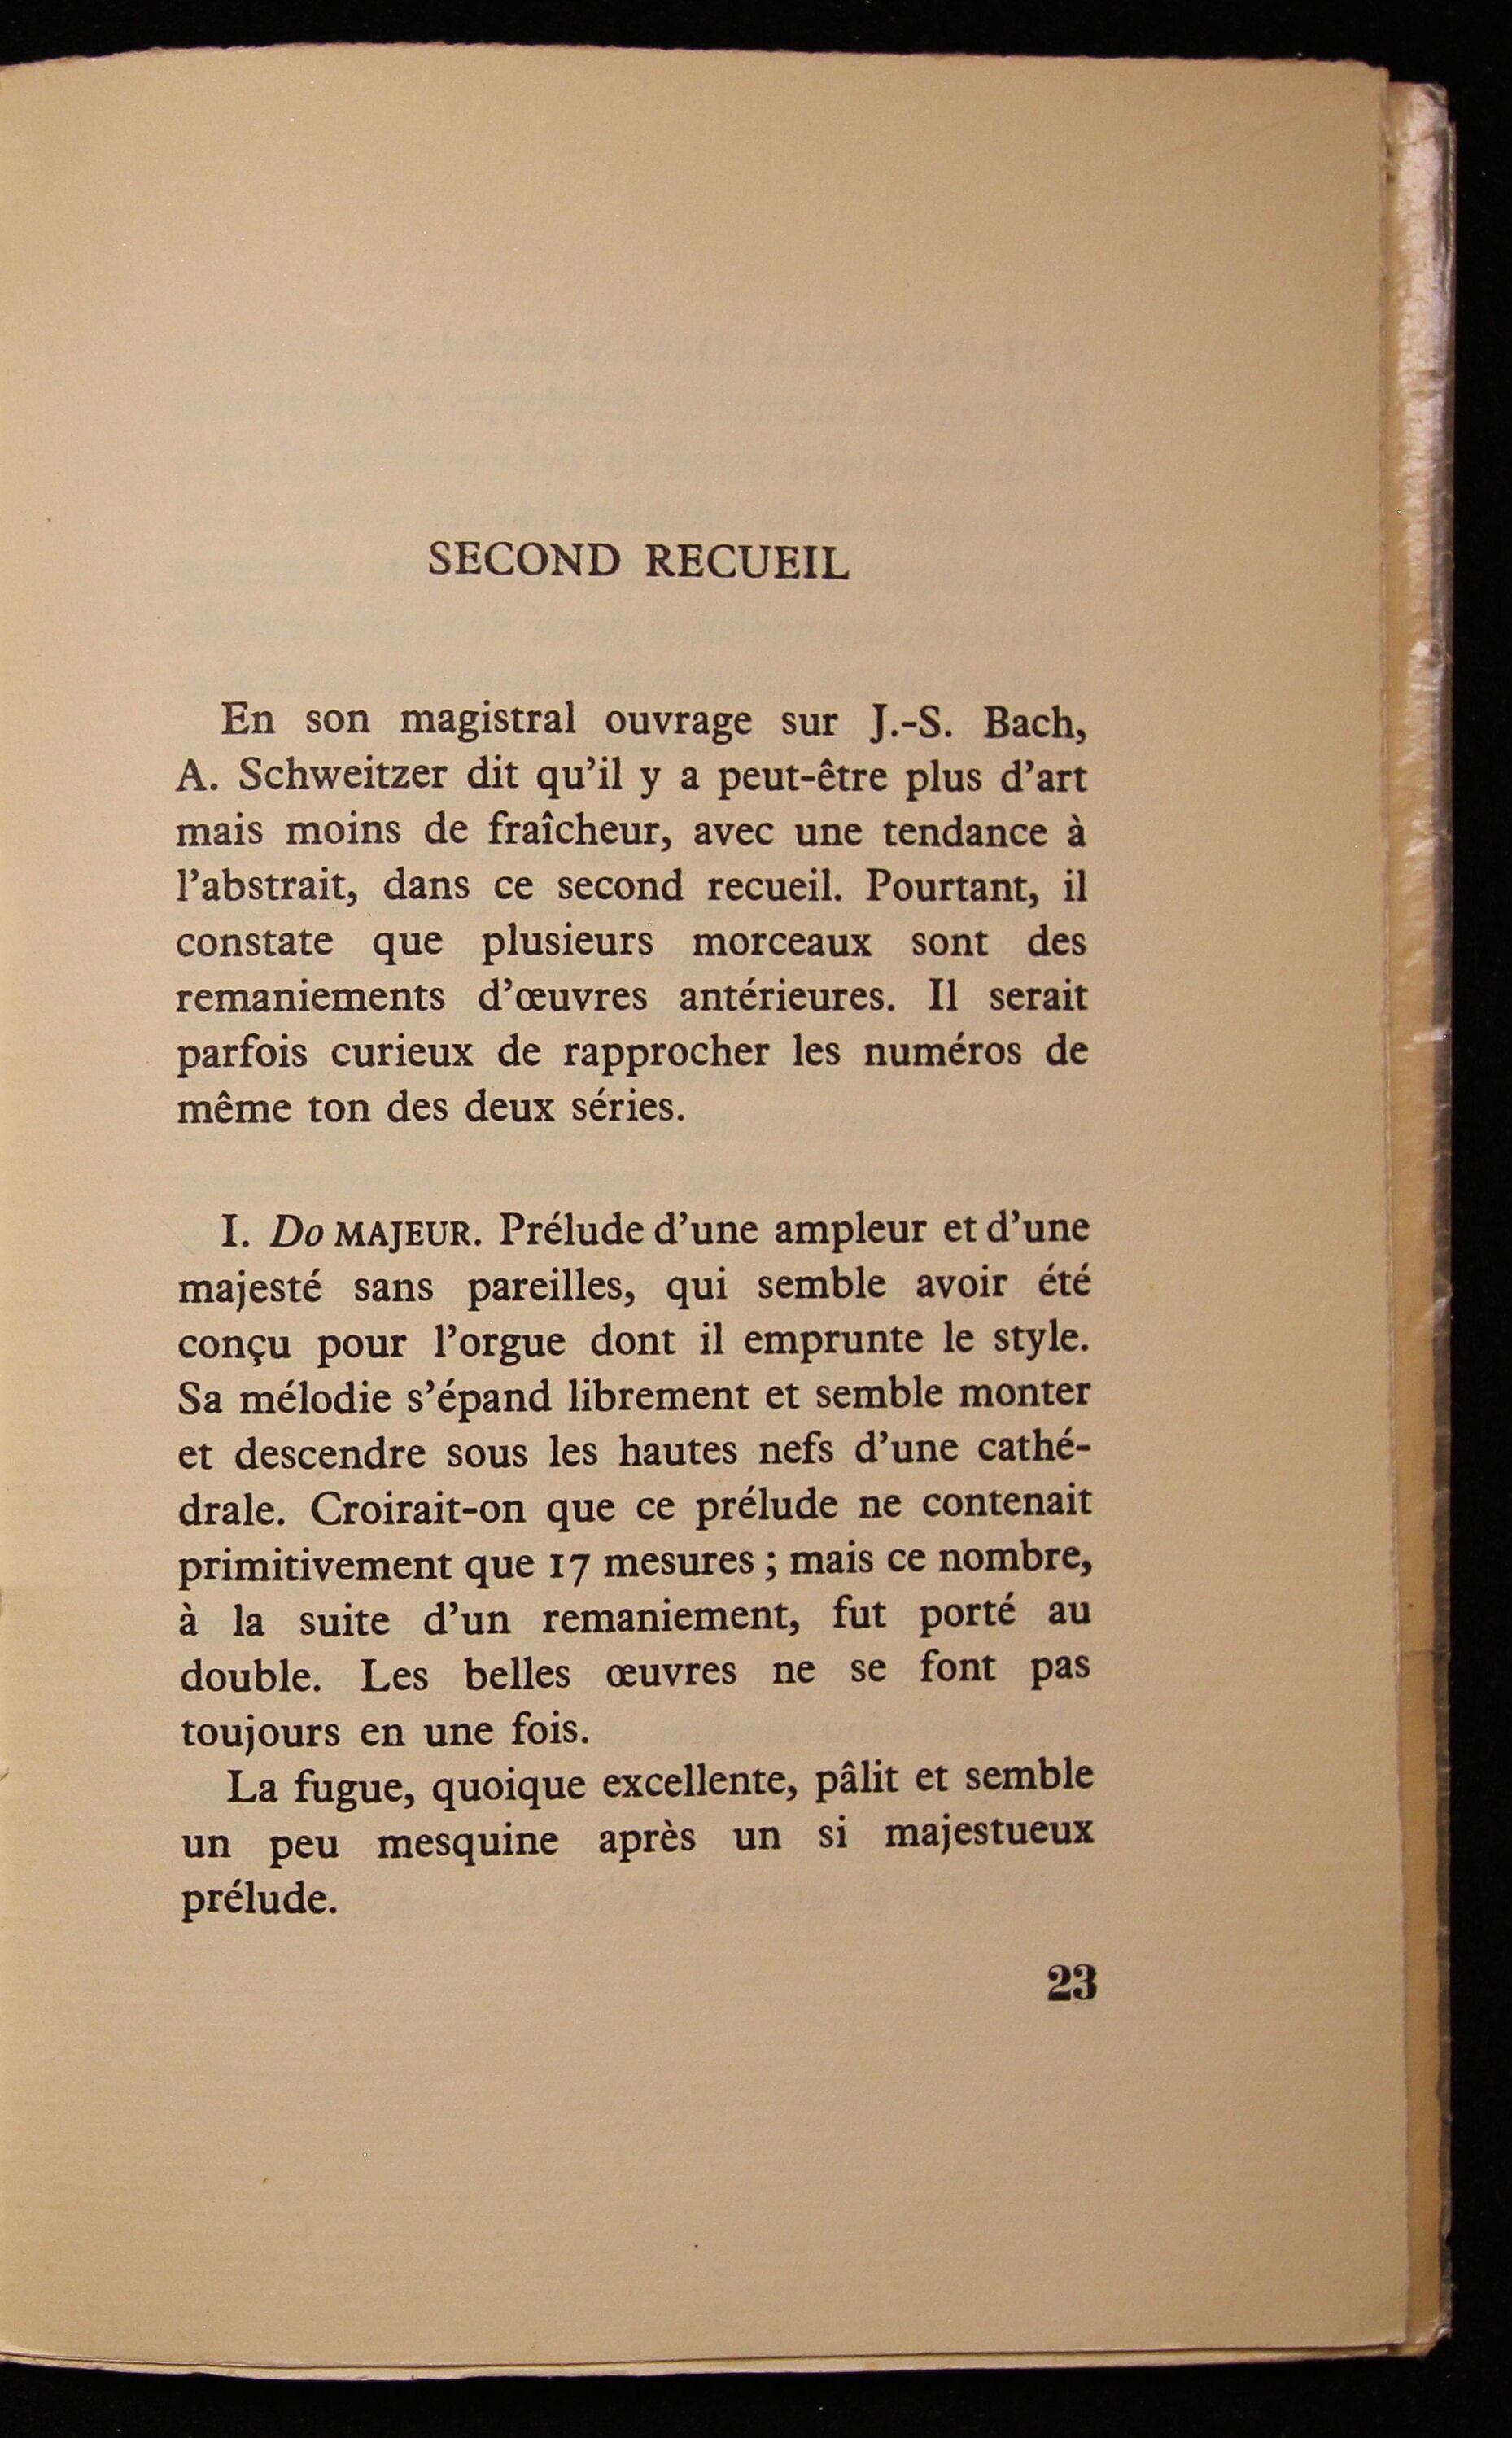 SECOND RECUEIL
En son magistral ouvrage sur J.-S. Bach,
A. Schweitzer dit qu’il y a peut-être plus d’art
mais moins de fraîcheur, avec une tendance à
l’abstrait, dans ce second recueil. Pourtant, il
constate que plusieurs morceaux sont des
remaniements d’œuvres antérieures. Il serait
parfois curieux de rapprocher les numéros de
même ton des deux séries.
I. Do MAJEUR. Prélude d’une ampleur et d’une
majesté sans pareilles, qui semble avoir été
conçu pour l’orgue dont il emprunte le style.
Sa mélodie s’épand librement et semble monter
et descendre sous les hautes nefs d’une cathé-
drale. Croirait-on que ce prélude ne contenait
primitivement que 17 mesures ; mais ce nombre,
à la suite d’un remaniement, fut porté au
double. Les belles œuvres ne se font pas
toujours en une fois.
La fugue, quoique excellente, pâlit et semble
un peu mesquine après un si majestueux
prélude.
23